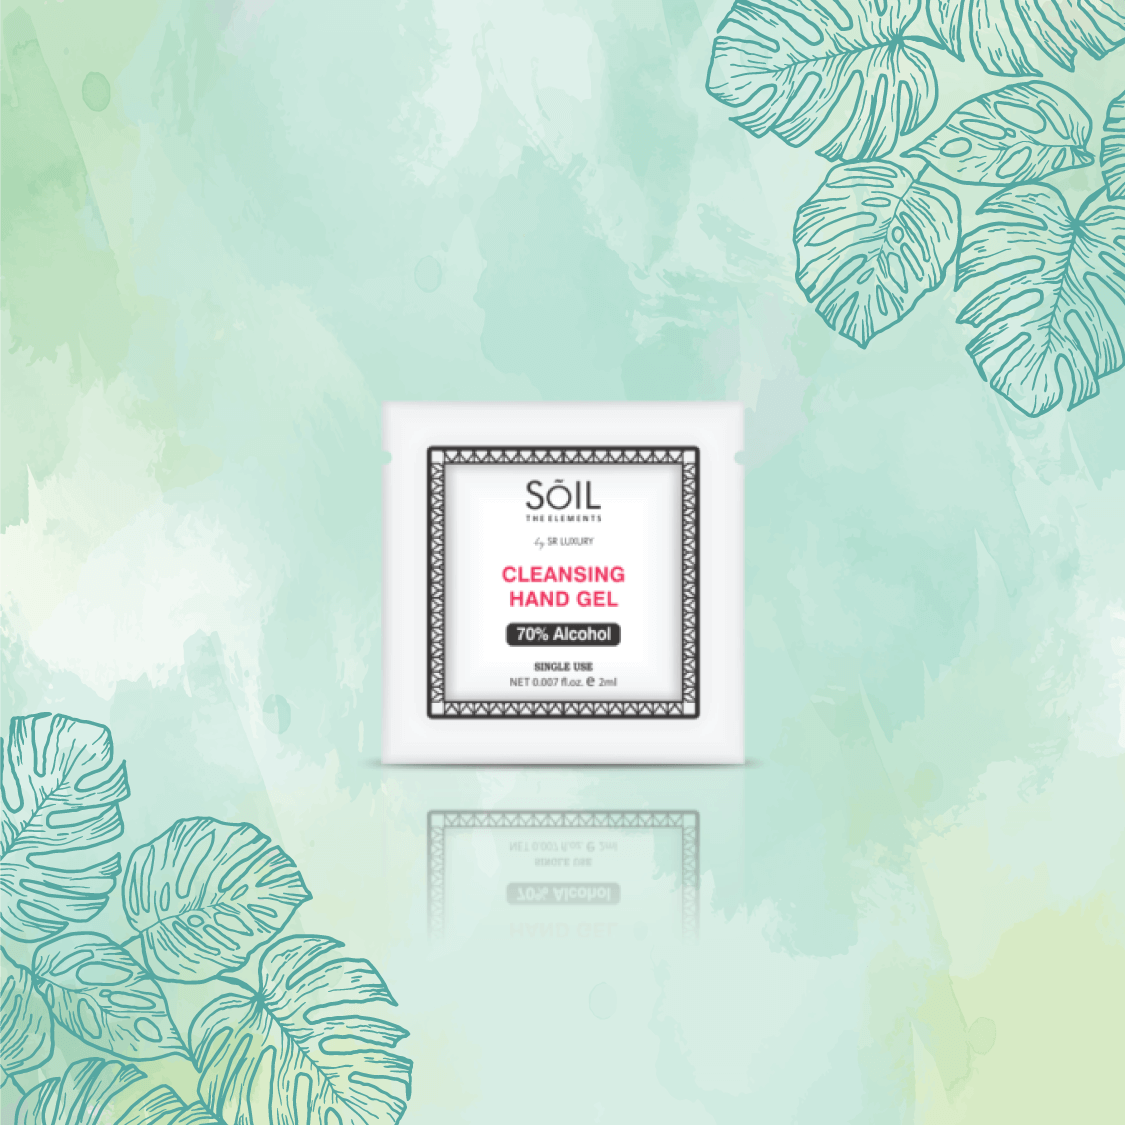 SÕIL
THE ELEMENTS
by SR LUXURY
CLEANSING
HAND GEL
70% Alcohol
SINGLE USE
NET 0.007 fl.oz. ℮ 2ml